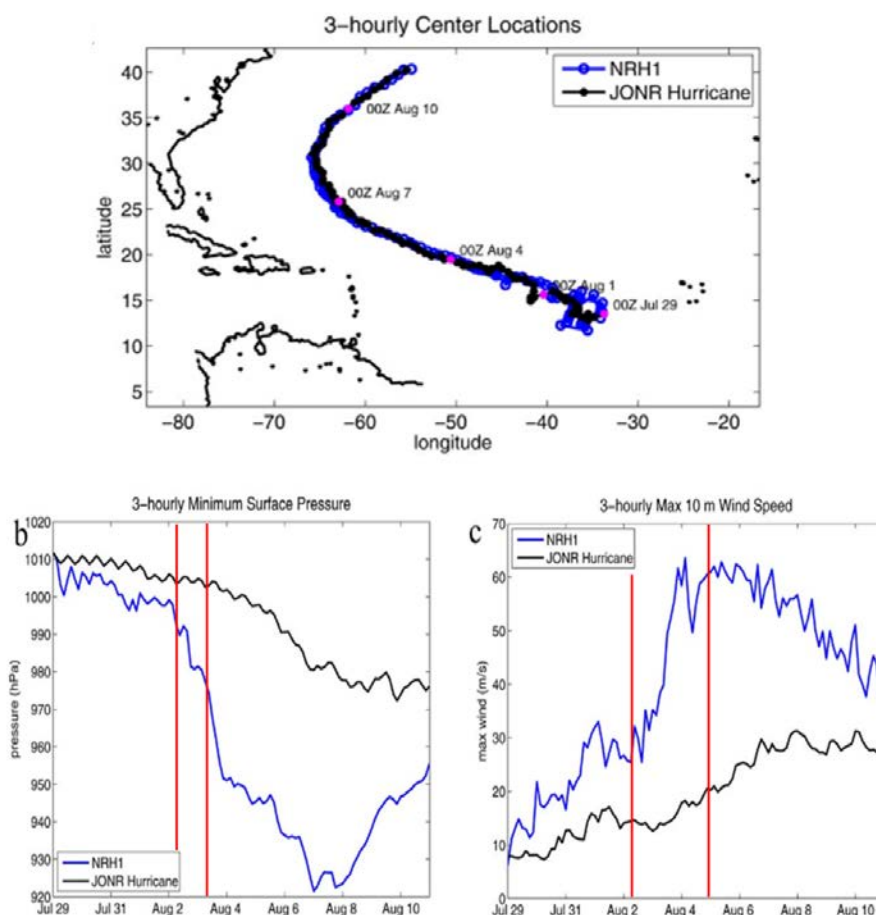 3-hourly Center Locations
NRH1
JONR Hurricane
00Z Aug 10
00Z Aug 7
00Z Aug 4
00Z Aug 1
00Z Jul 29
latitude
40
35
30
25
20
15
10
5
−80 −70 −60 −50 −40 −30 −20
longitude
b
3-hourly Minimum Surface Pressure
pressure (hPa)
1020
1010
1000
990
980
970
960
950
940
930
920
NRH1
JONR Hurricane
Jul 29 Jul 31 Aug 2 Aug 4 Aug 6 Aug 8 Aug 10
c
3-hourly Max 10 m Wind Speed
max wind (m/s)
70
60
50
40
30
20
10
0
NRH1
JONR Hurricane
Jul 29 Jul 31 Aug 2 Aug 4 Aug 6 Aug 8 Aug 10